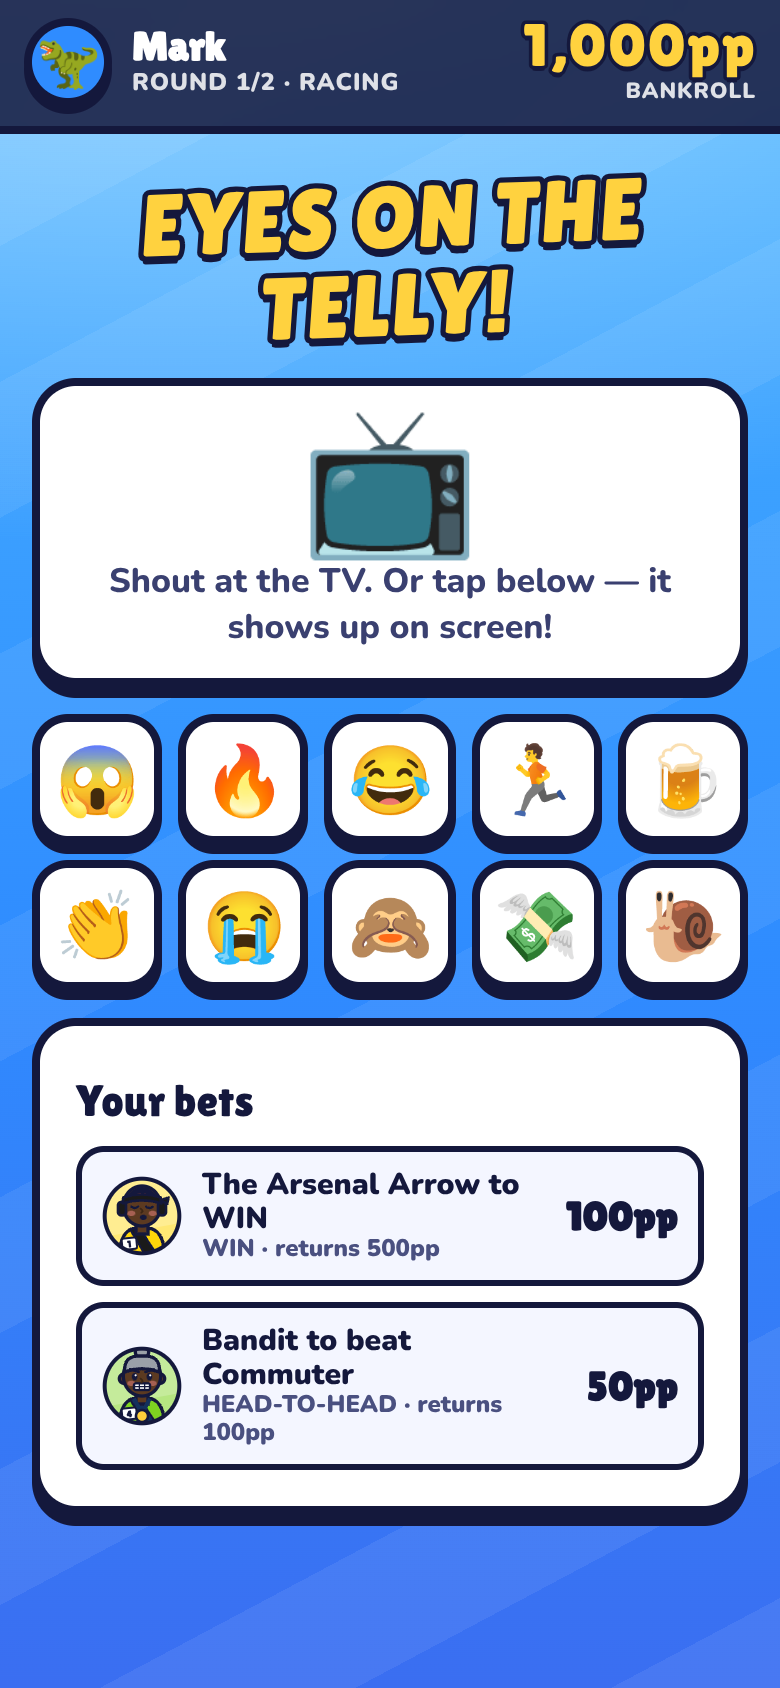 Mark
ROUND 1/2 · RACING
1,000pp
BANKROLL
EYES ON THE
TELLY!
Shout at the TV. Or tap below — it
shows up on screen!
Your bets
The Arsenal Arrow to
WIN
WIN · returns 500pp
100pp
1
Bandit to beat
Commuter
HEAD-TO-HEAD · returns
100pp
50pp
4